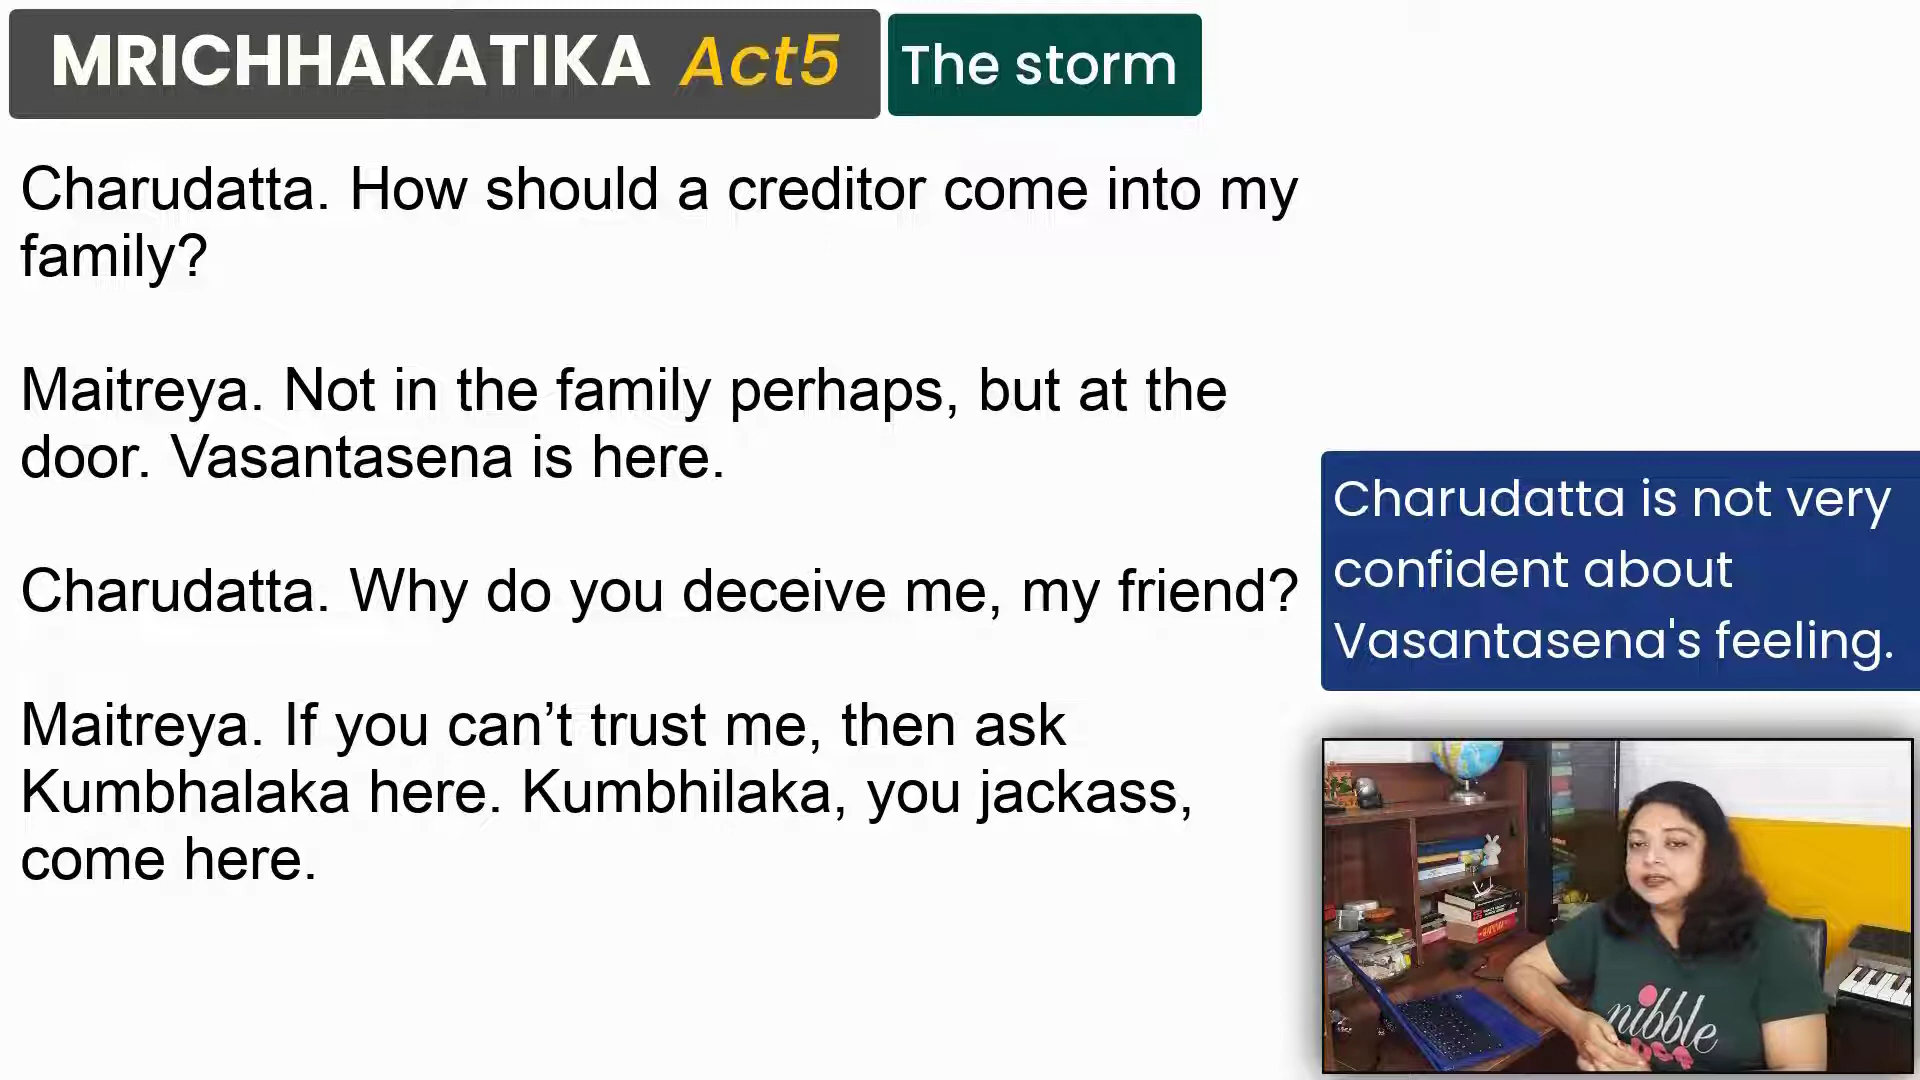 MRICHHAKATIKA Act5
The storm
Charudatta. How should a creditor come into my
family?
Maitreya. Not in the family perhaps, but at the
door. Vasantasena is here.
Charudatta. Why do you deceive me, my friend?
Maitreya. If you can’t trust me, then ask
Kumbhalaka here. Kumbhilaka, you jackass,
come here.
Charudatta is not very
confident about
Vasantasena's feeling.
nibble